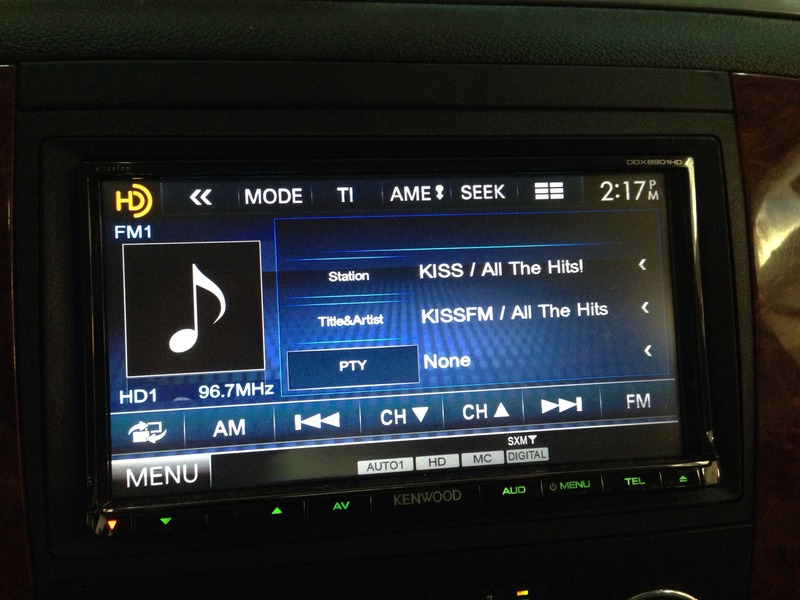 excelon
DDX8901HD
HD MODE TI AME SEEK 2:17 PM
FM1
Station KISS / All The Hits!
Title&Artist KISSFM / All The Hits
PTY None
HD1 96.7MHz
AM CH▼ CH▲ FM
SXM
MENU AUTO1 HD MC DIGITAL
AV KENWOOD AUD MENU TEL